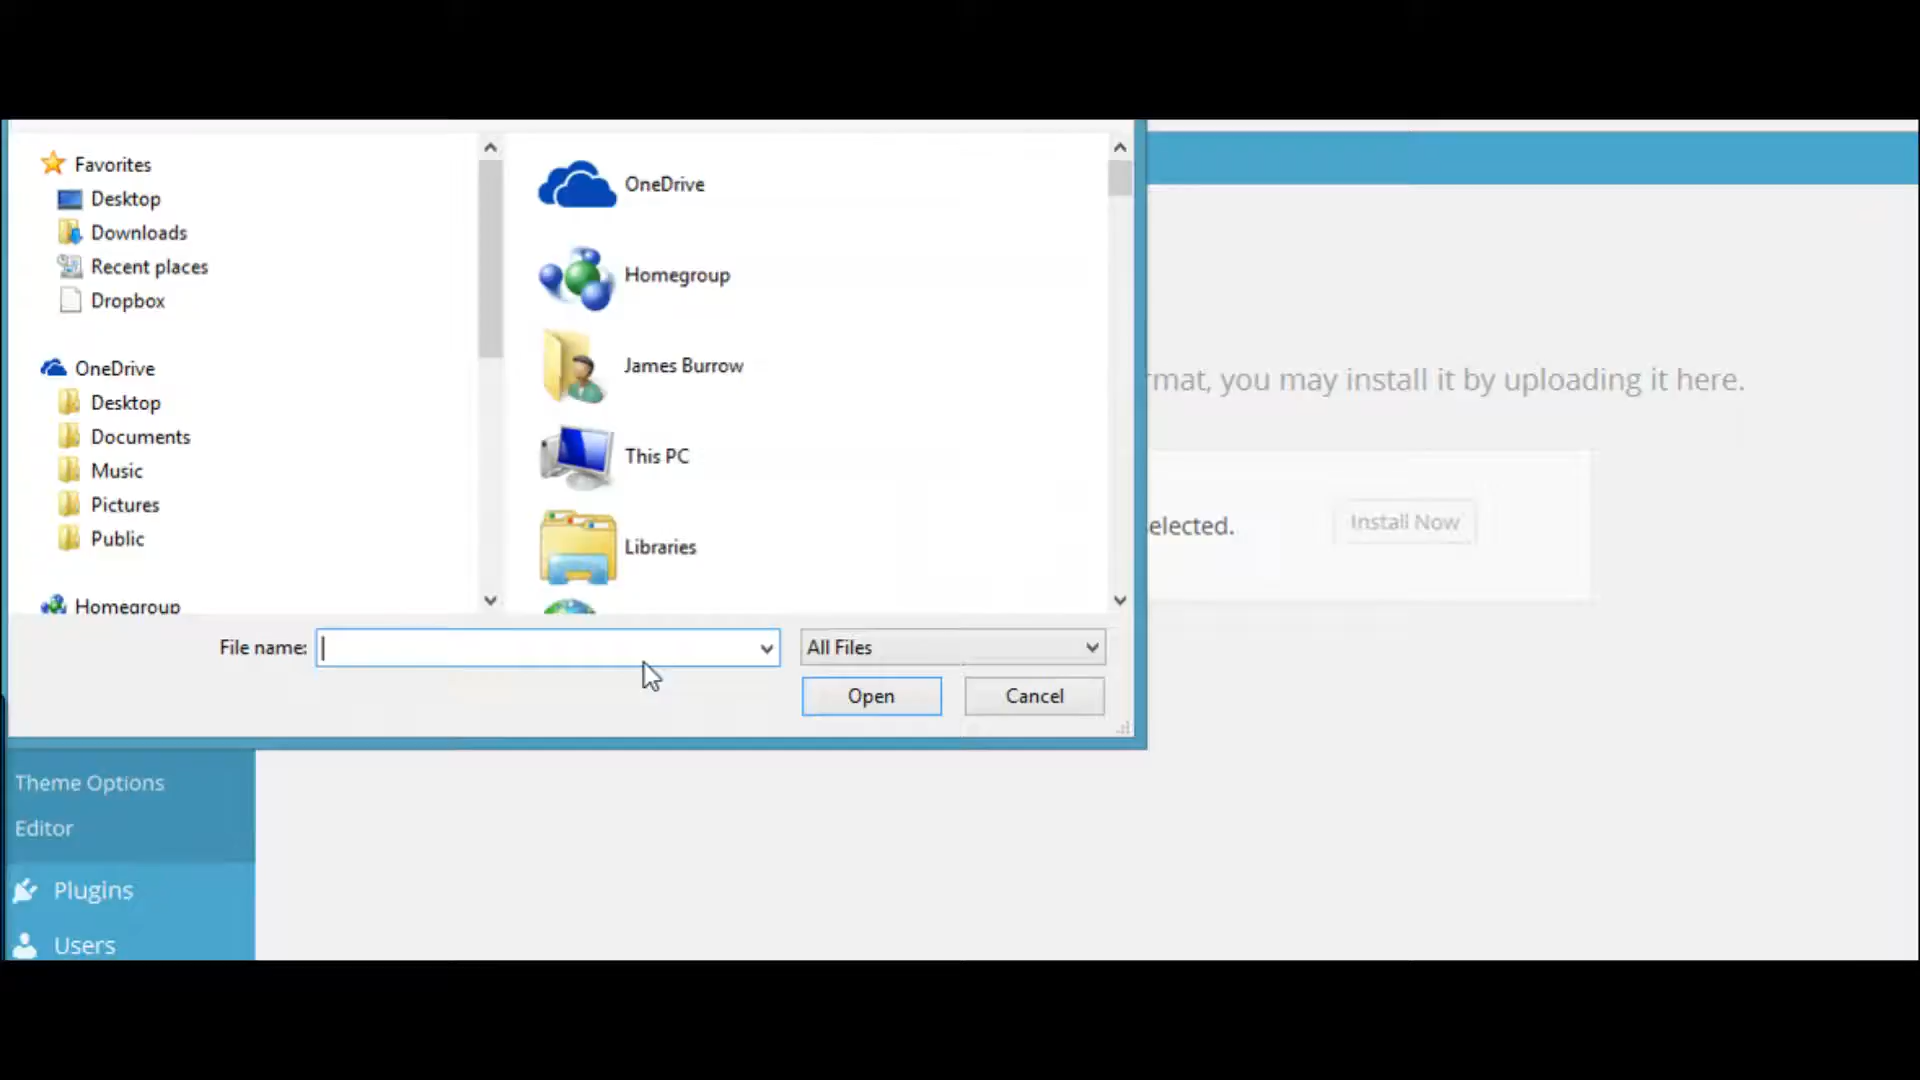 Favorites
Desktop
Downloads
Recent places
Dropbox
OneDrive
Desktop
Documents
Music
Pictures
Public
Homegroup
OneDrive
Homegroup
James Burrow
This PC
Libraries
File name:
All Files
Open
Cancel
rmat, you may install it by uploading it here.
elected.
Install Now
Theme Options
Editor
Plugins
Users